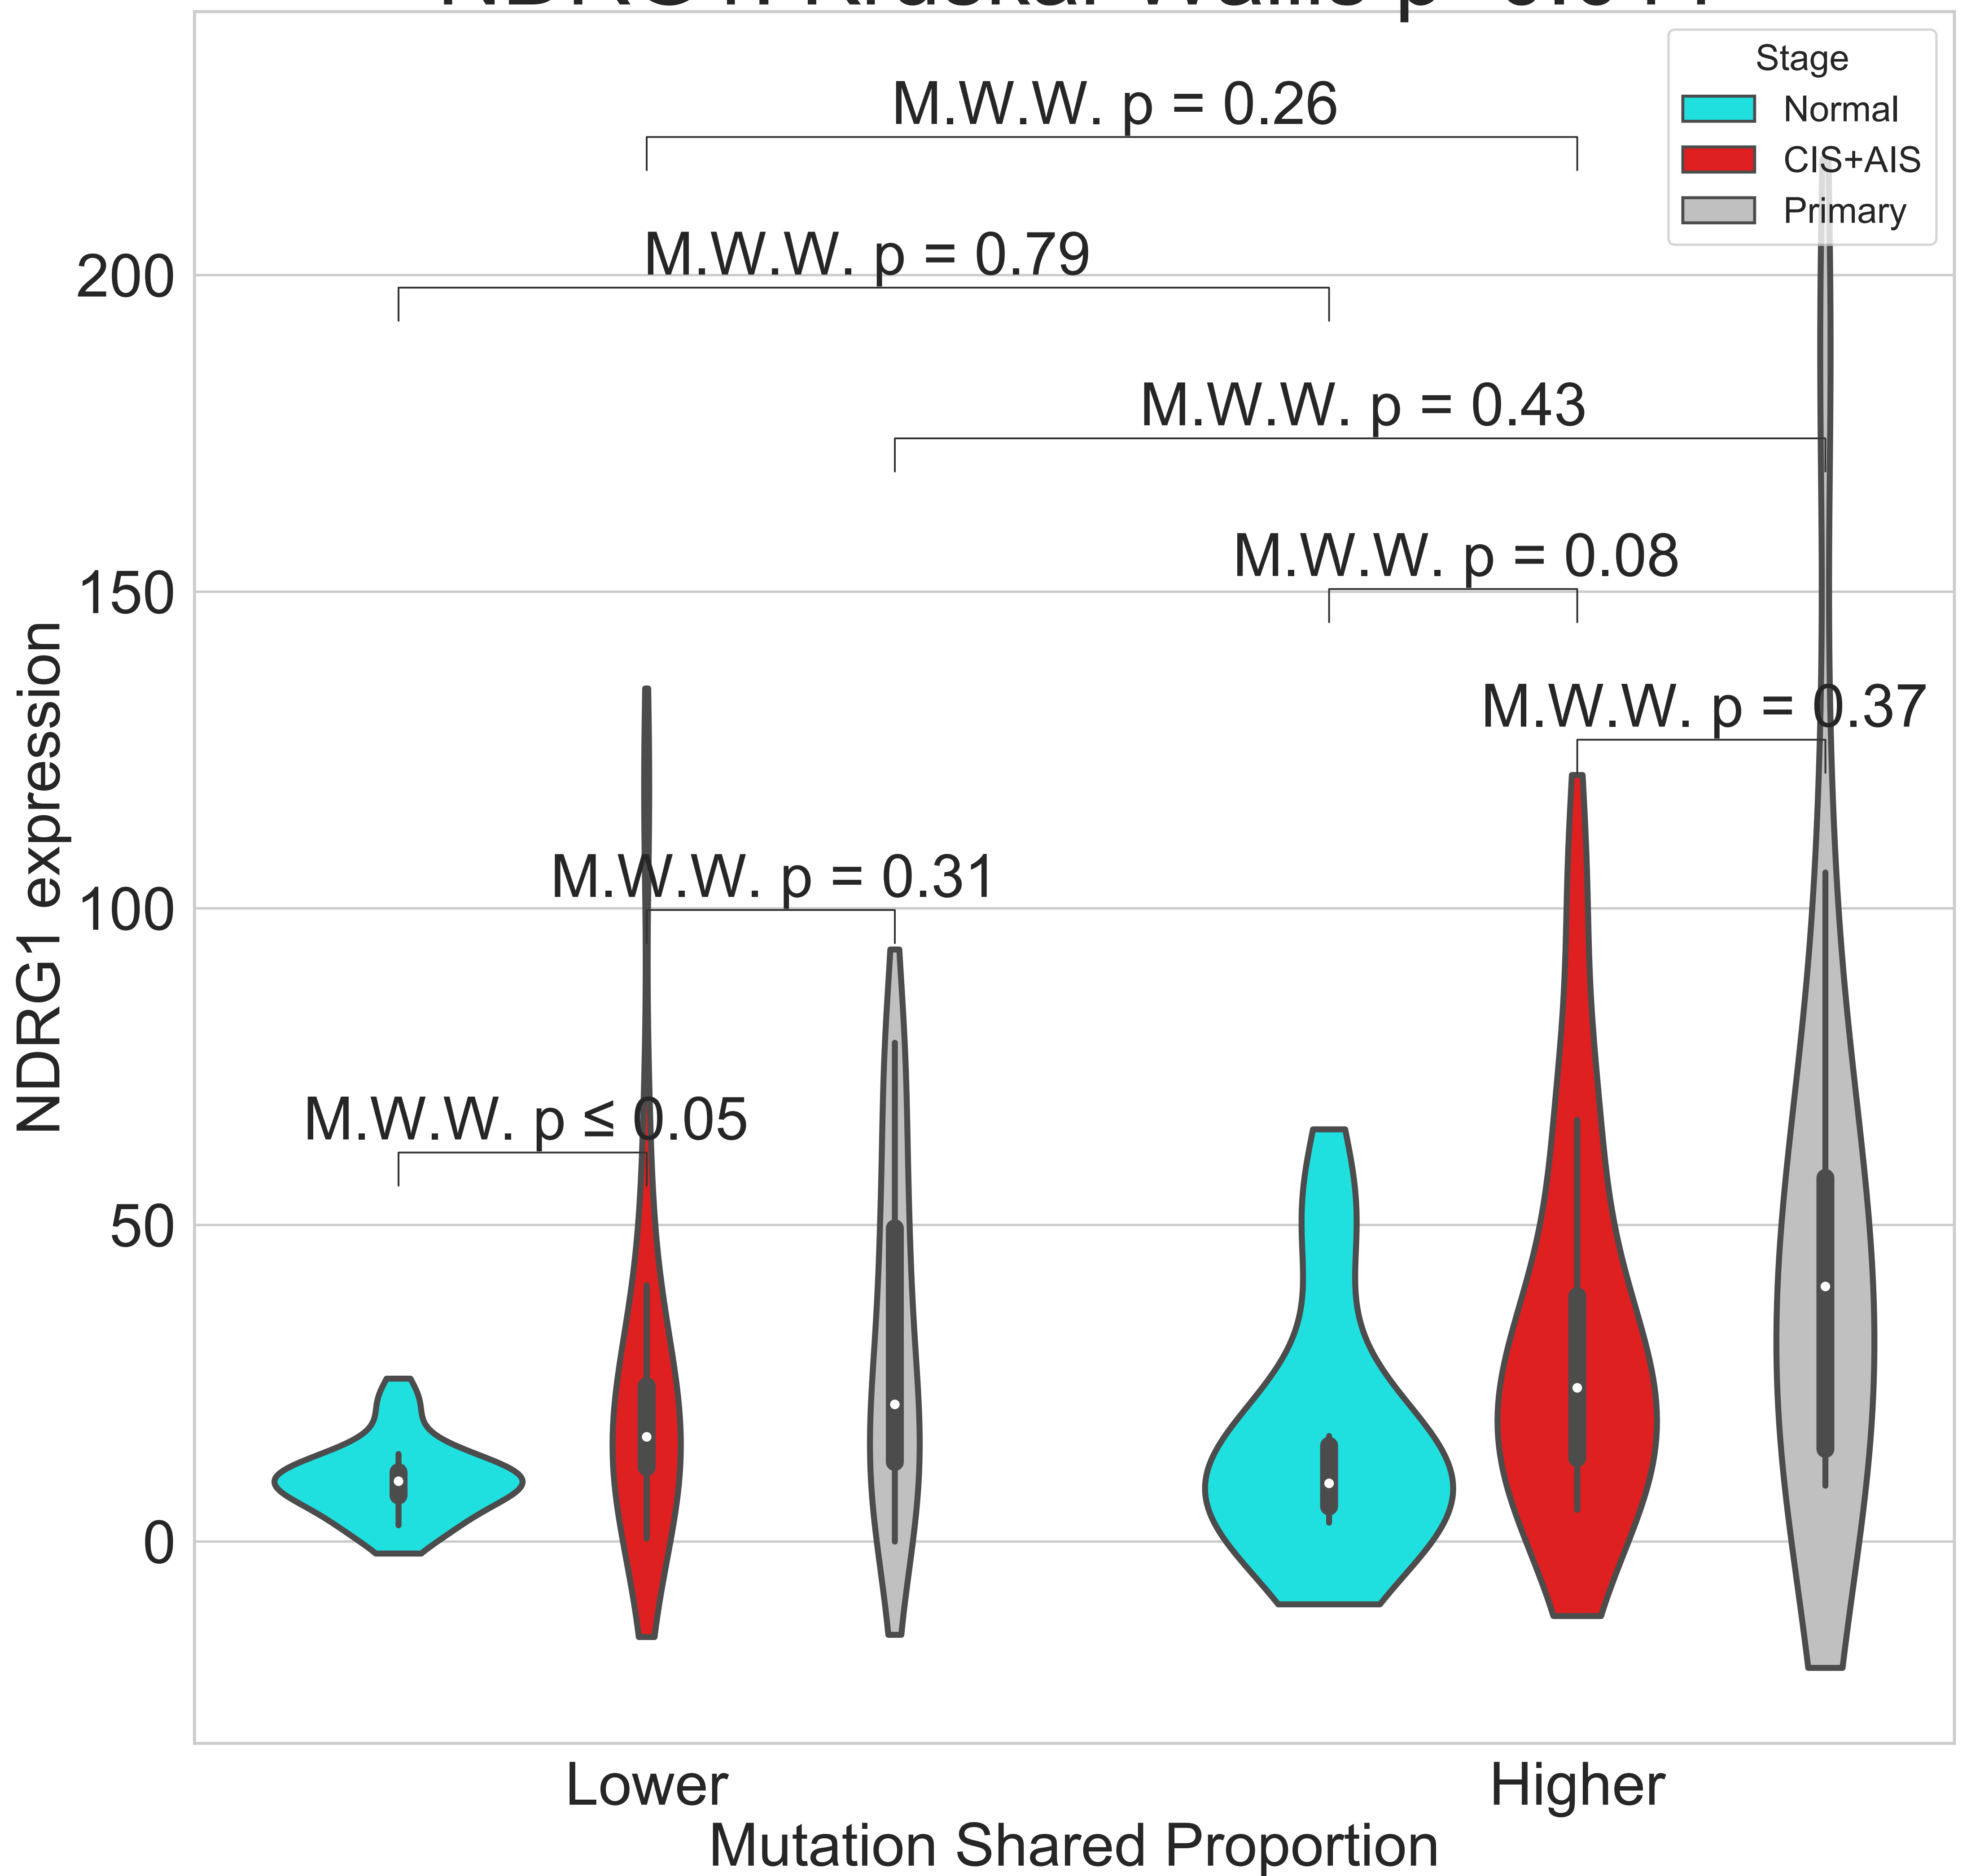 Stage
Normal
CIS+AIS
Primary
M.W.W. p = 0.26
M.W.W. p = 0.79
M.W.W. p = 0.43
M.W.W. p = 0.08
M.W.W. p = 0.37
M.W.W. p = 0.31
M.W.W. p ≤ 0.05
200
150
100
50
0
NDRG1 expression
Lower
Higher
Mutation Shared Proportion